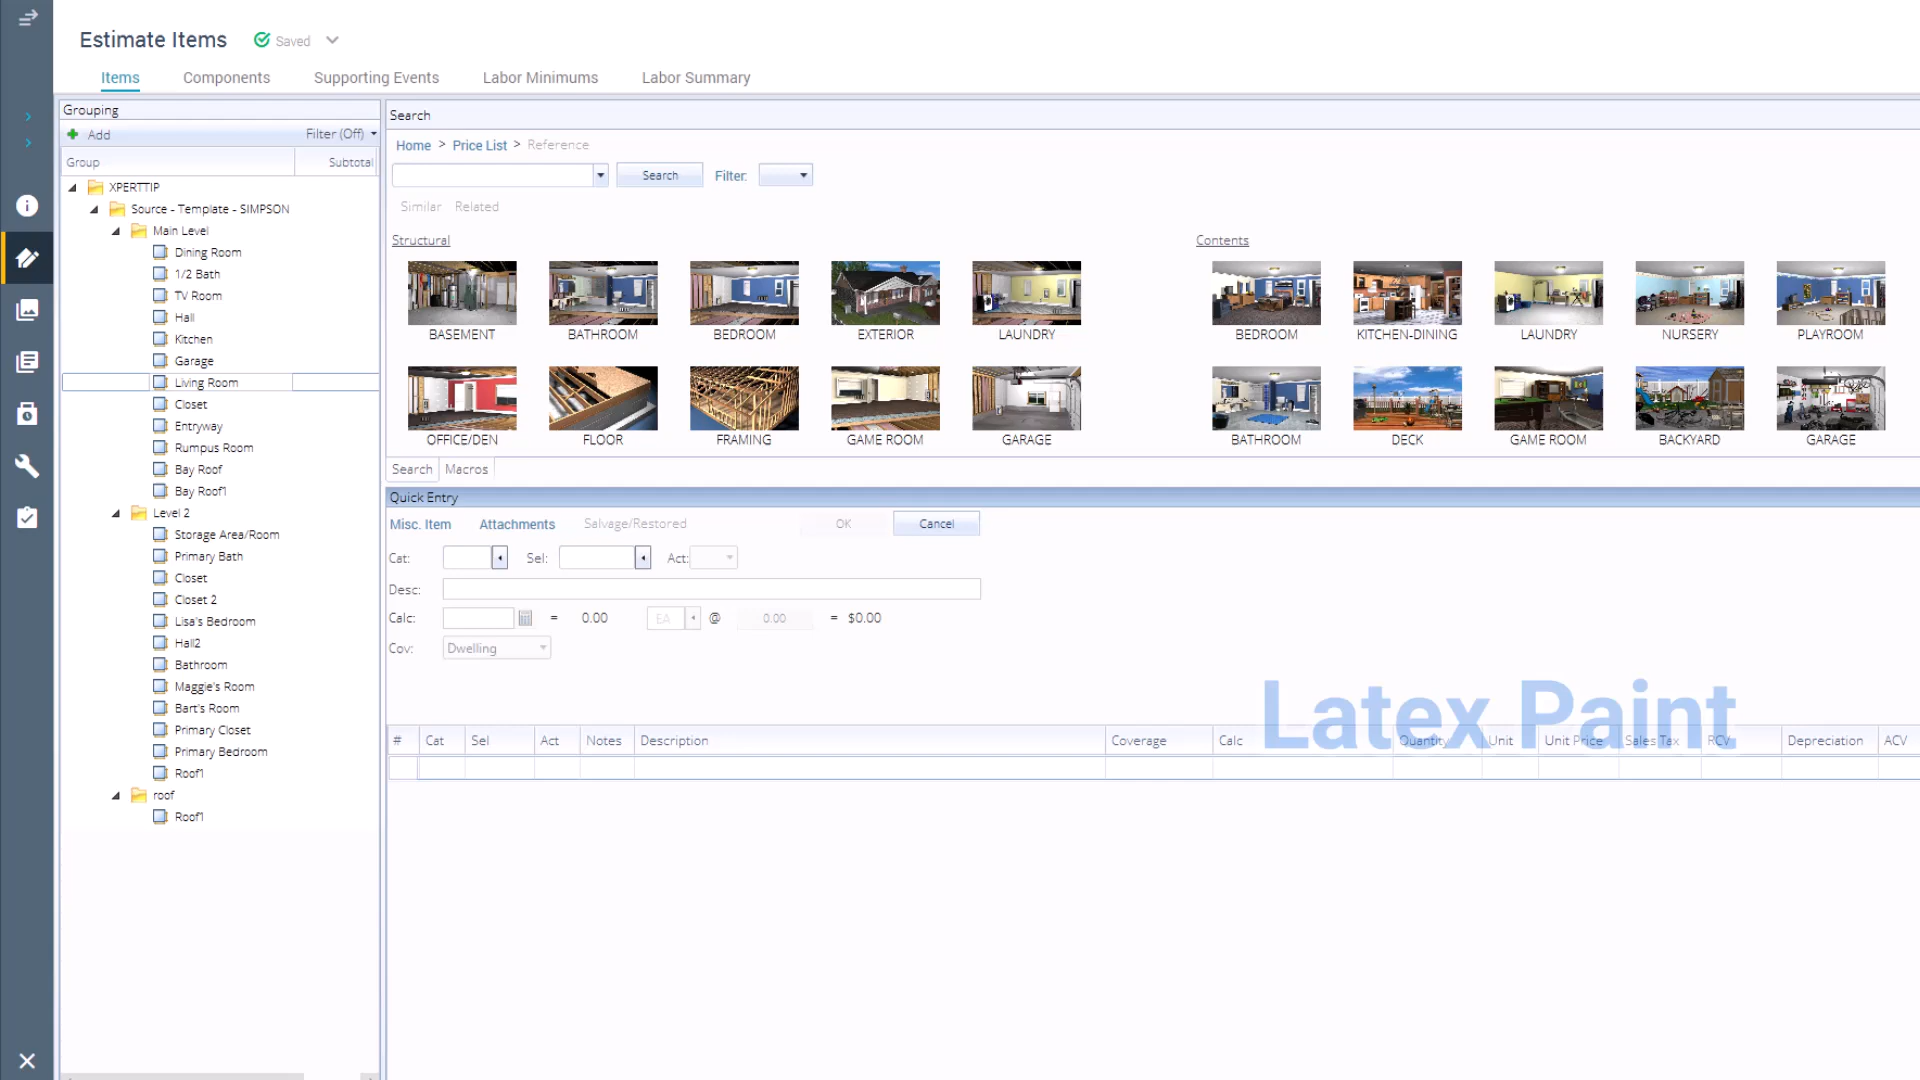 Estimate Items Saved
Items Components Supporting Events Labor Minimums Labor Summary
Grouping
Add Filter (Off)
Group Subtotal
XPERTTIP
Source - Template - SIMPSON
Main Level
Dining Room
1/2 Bath
TV Room
Hall
Kitchen
Garage
Living Room
Closet
Entryway
Rumpus Room
Bay Roof
Bay Roof1
Level 2
Storage Area/Room
Primary Bath
Closet
Closet 2
Lisa's Bedroom
Hall2
Bathroom
Maggie's Room
Bart's Room
Primary Closet
Primary Bedroom
Roof1
roof
Roof1
Search
Home > Price List > Reference
Search Filter:
Similar Related
Structural
BASEMENT BATHROOM BEDROOM EXTERIOR LAUNDRY
OFFICE/DEN FLOOR FRAMING GAME ROOM GARAGE
Contents
BEDROOM KITCHEN-DINING LAUNDRY NURSERY PLAYROOM
BATHROOM DECK GAME ROOM BACKYARD GARAGE
Search Macros
Quick Entry
Misc. Item Attachments Salvage/Restored OK Cancel
Cat: Sel: Act:
Desc:
Calc: = 0.00 EA @ 0.00 = $0.00
Cov: Dwelling
Latex Paint
# Cat Sel Act Notes Description Coverage Calc Quantity Unit Unit Price Sales Tax RCV Depreciation ACV